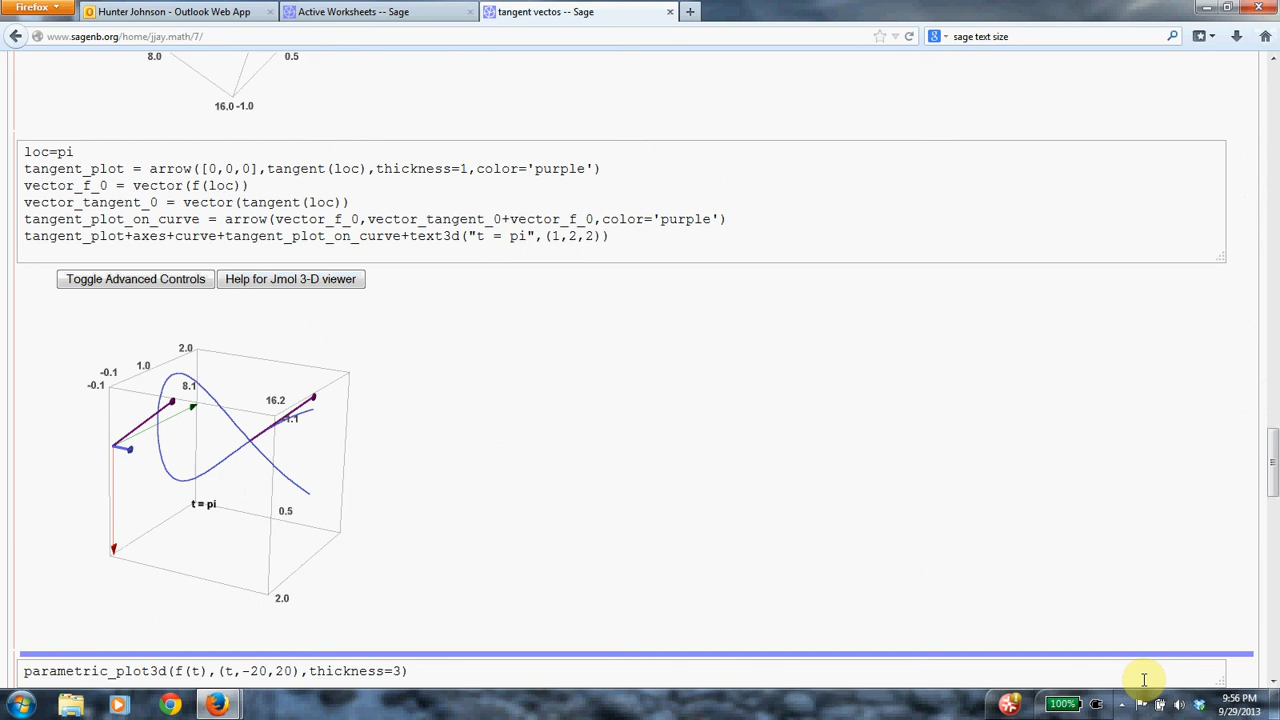 Firefox
Hunter Johnson - Outlook Web App
Active Worksheets -- Sage
tangent vectos -- Sage
www.sagenb.org/home/jjay.math/7/
sage text size
8.0
0.5
16.0 -1.0
loc=pi
tangent_plot = arrow([0,0,0],tangent(loc),thickness=1,color='purple')
vector_f_0 = vector(f(loc))
vector_tangent_0 = vector(tangent(loc))
tangent_plot_on_curve = arrow(vector_f_0,vector_tangent_0+vector_f_0,color='purple')
tangent_plot+axes+curve+tangent_plot_on_curve+text3d("t = pi",(1,2,2))
Toggle Advanced Controls
Help for Jmol 3-D viewer
2.0
1.0
-0.1
-0.1
8.1
16.2
-1.1
t = pi
0.5
2.0
parametric_plot3d(f(t),(t,-20,20),thickness=3)
100%
9:56 PM
9/29/2013